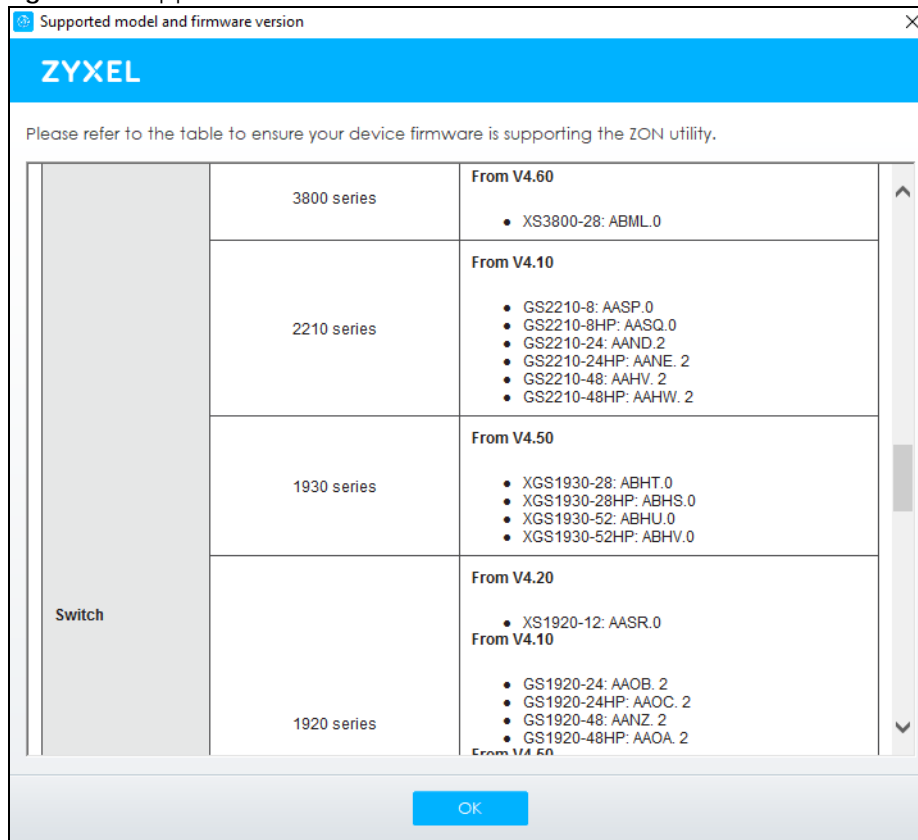 Supported model and firmware version
ZYXEL
Please refer to the table to ensure your device firmware is supporting the ZON utility.
Switch
3800 series
From V4.60
• XS3800-28: ABML.0
2210 series
From V4.10
• GS2210-8: AASP.0
• GS2210-8HP: AASQ.0
• GS2210-24: AAND.2
• GS2210-24HP: AANE. 2
• GS2210-48: AAHV. 2
• GS2210-48HP: AAHW. 2
1930 series
From V4.50
• XGS1930-28: ABHT.0
• XGS1930-28HP: ABHS.0
• XGS1930-52: ABHU.0
• XGS1930-52HP: ABHV.0
1920 series
From V4.20
• XS1920-12: AASR.0
From V4.10
• GS1920-24: AAOB. 2
• GS1920-24HP: AAOC. 2
• GS1920-48: AANZ. 2
• GS1920-48HP: AAOA. 2
From
OK